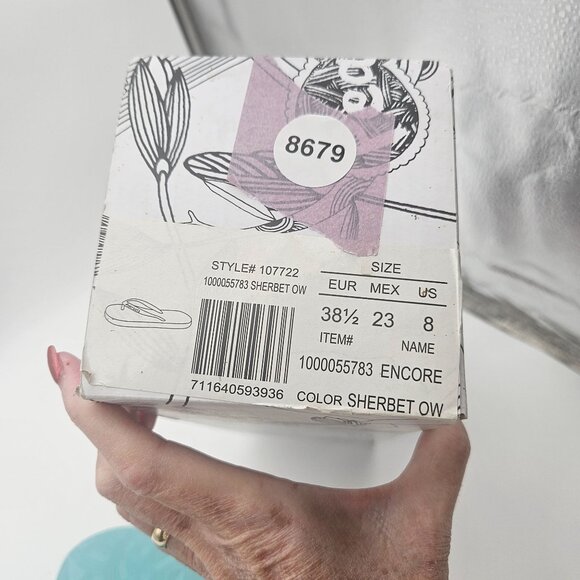 8679
STYLE# 107722
1000055783 SHERBET OW
SIZE
EUR MEX US
38½ 23 8
ITEM# NAME
1000055783 ENCORE
711640593936
COLOR SHERBET OW